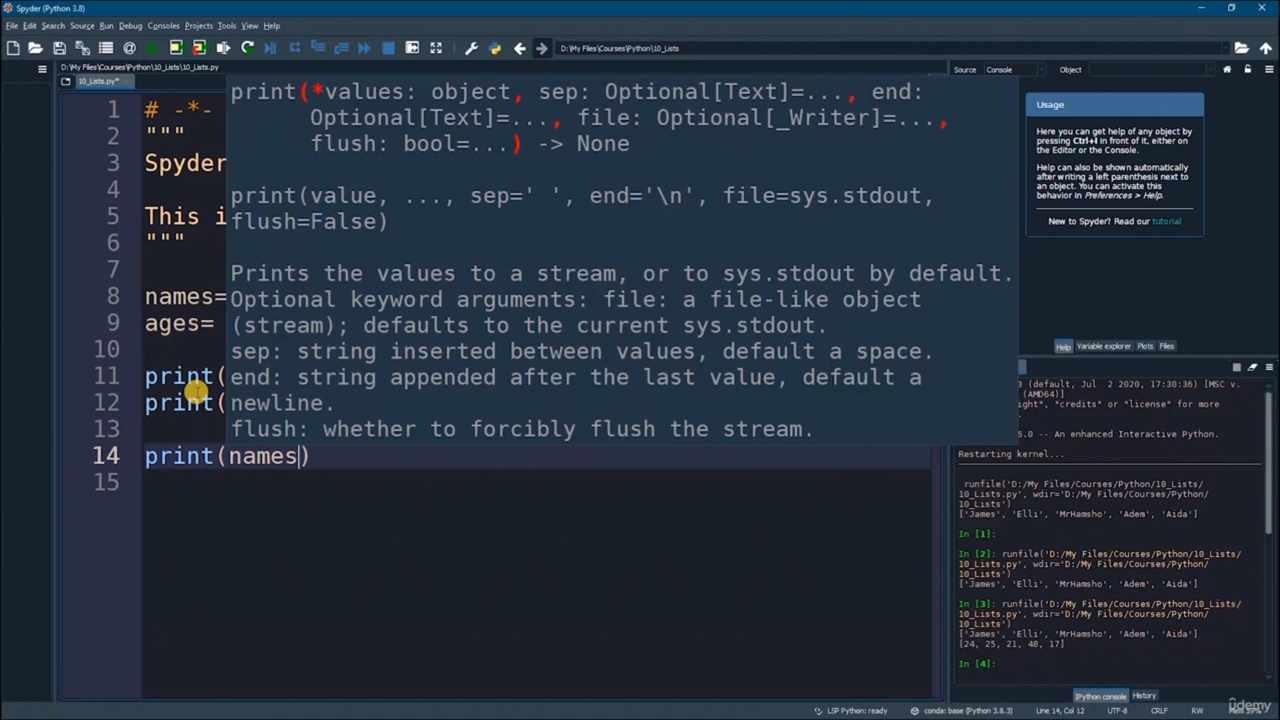 Spyder (Python 3.8)
File Edit Search Source Run Debug Consoles Projects Tools View Help
D:\My Files\Courses\Python\10_Lists
D:\My Files\Courses\Python\10_Lists\10_Lists.py
10_Lists.py*
1 # -*-
2 """
3 Spyder
4
5 This i
6 """
7
8 names=
9 ages=
10
11 print(
12 print(
13
14 print(names)
15
print(*values: object, sep: Optional[Text]=..., end:
Optional[Text]=..., file: Optional[_Writer]=...,
flush: bool=...) -> None
print(value, ..., sep=' ', end='\n', file=sys.stdout,
flush=False)
Prints the values to a stream, or to sys.stdout by default.
Optional keyword arguments: file: a file-like object
(stream); defaults to the current sys.stdout.
sep: string inserted between values, default a space.
end: string appended after the last value, default a
newline.
flush: whether to forcibly flush the stream.
Source Console Object
Usage
Here you can get help of any object by
pressing Ctrl+I in front of it, either on
the Editor or the Console.
Help can also be shown automatically
after writing a left parenthesis next to
an object. You can activate this
behavior in Preferences > Help.
New to Spyder? Read our tutorial
Help Variable explorer Plots Files
3 (default, Jul 2 2020, 17:30:36) [MSC v.
(AMD64)]
ight", "credits" or "license" for more
6.0 -- An enhanced Interactive Python.
Restarting kernel...
runfile('D:/My Files/Courses/Python/10_Lists/
10_Lists.py', wdir='D:/My Files/Courses/Python/
10_Lists')
['James', 'Elli', 'MrHamsho', 'Adem', 'Aida']
In [1]:
In [2]: runfile('D:/My Files/Courses/Python/10_Lists/
10_Lists.py', wdir='D:/My Files/Courses/Python/
10_Lists')
['James', 'Elli', 'MrHamsho', 'Adem', 'Aida']
In [3]: runfile('D:/My Files/Courses/Python/10_Lists/
10_Lists.py', wdir='D:/My Files/Courses/Python/
10_Lists')
['James', 'Elli', 'MrHamsho', 'Adem', 'Aida']
[24, 25, 21, 48, 17]
In [4]:
IPython console History
LSP Python: ready conda: base (Python 3.8.3) Line 14, Col 12 UTF-8 CRLF RW
udemy